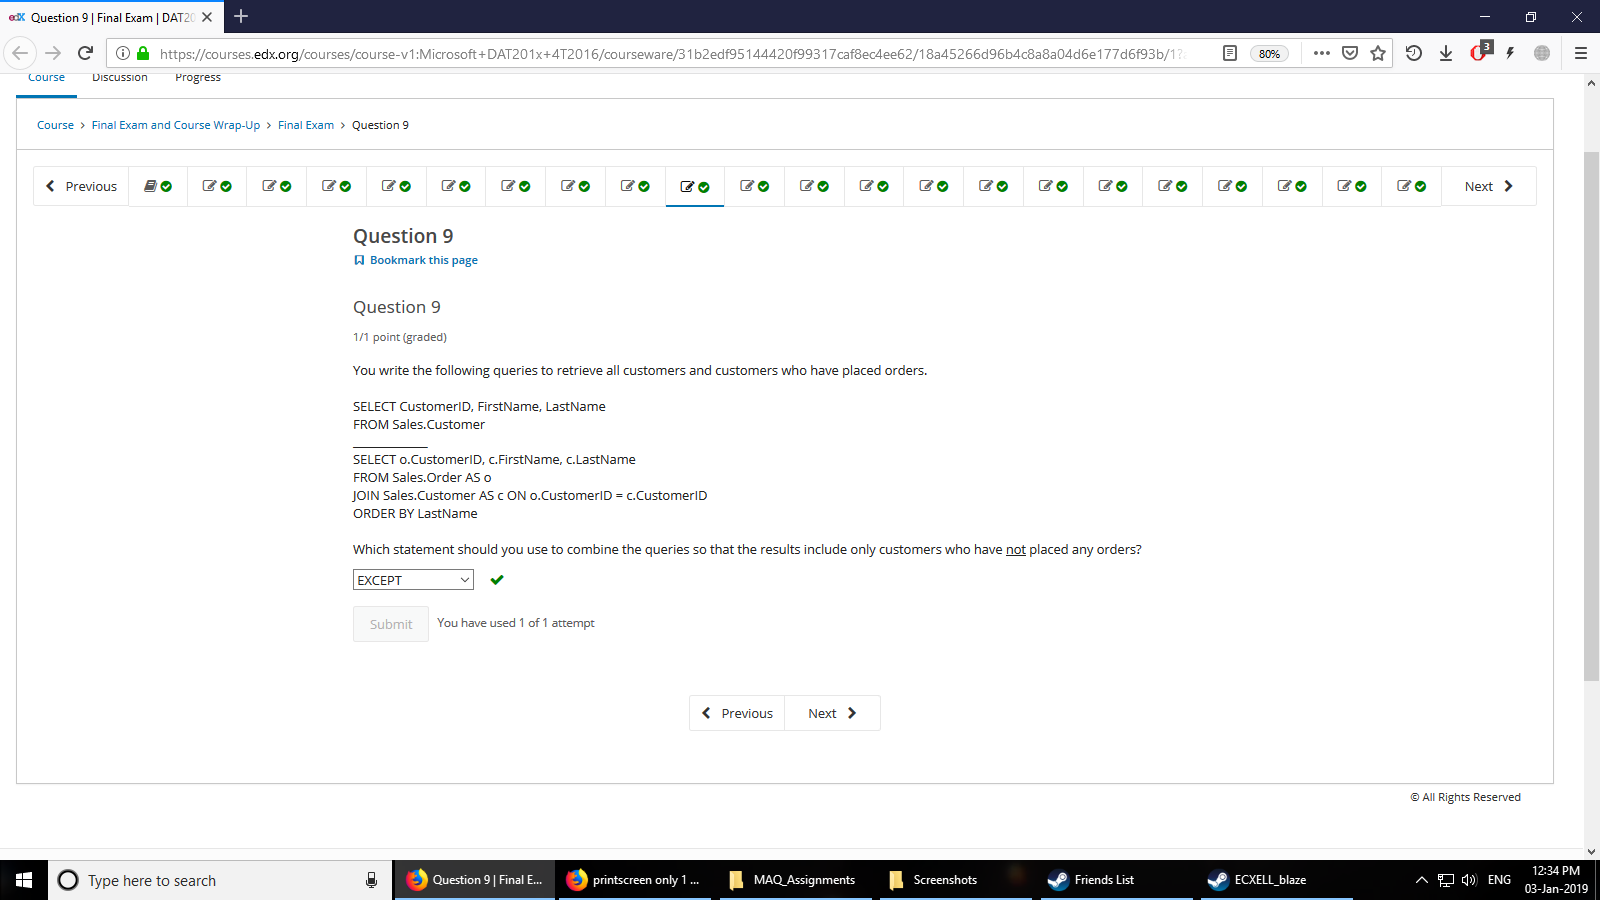 edX Question 9 | Final Exam | DAT20
https://courses.edx.org/courses/course-v1:Microsoft+DAT201x+4T2016/courseware/31b2edf95144420f99317caf8ec4ee62/18a45266d96b4c8a8a04d6e177d6f93b/1?
80%
3
Course Discussion Progress
Course > Final Exam and Course Wrap-Up > Final Exam > Question 9
Previous
Next
Question 9
Bookmark this page
Question 9
1/1 point (graded)
You write the following queries to retrieve all customers and customers who have placed orders.
SELECT CustomerID, FirstName, LastName
FROM Sales.Customer
____________
SELECT o.CustomerID, c.FirstName, c.LastName
FROM Sales.Order AS o
JOIN Sales.Customer AS c ON o.CustomerID = c.CustomerID
ORDER BY LastName
Which statement should you use to combine the queries so that the results include only customers who have not placed any orders?
EXCEPT
Submit You have used 1 of 1 attempt
Previous Next
© All Rights Reserved
Type here to search
Question 9 | Final E...
printscreen only 1 ...
MAQ_Assignments
Screenshots
Friends List
ECXELL_blaze
ENG
12:34 PM
03-Jan-2019